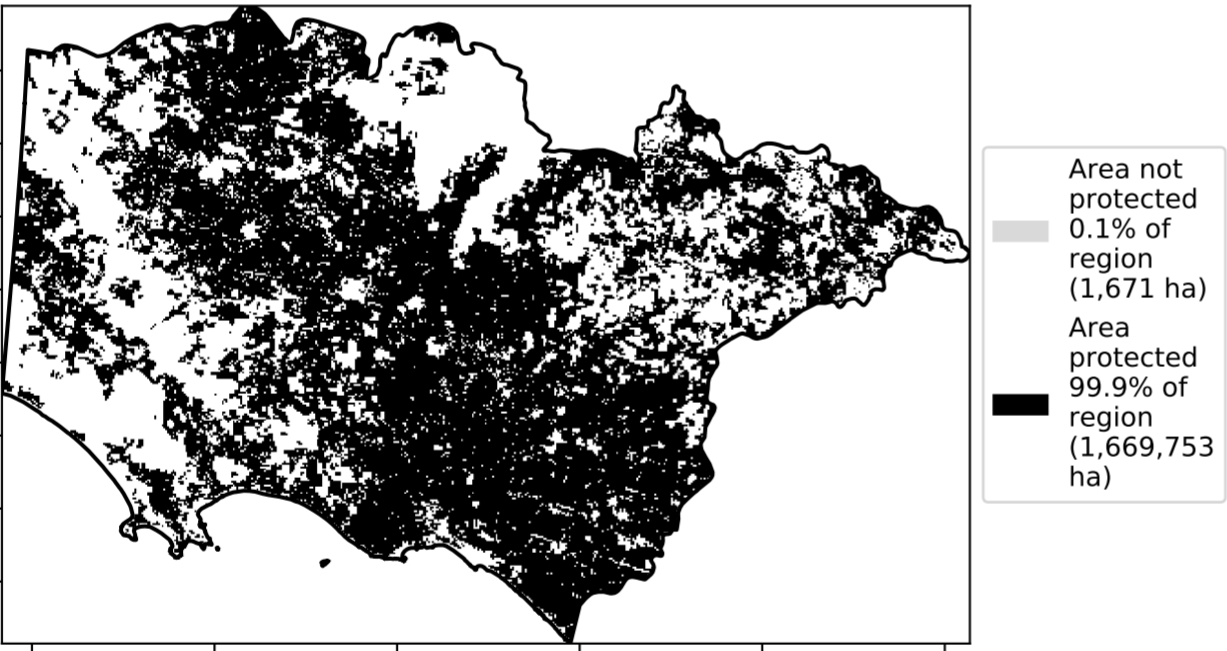 Area not
protected
0.1% of
region
(1,671 ha)
Area
protected
99.9% of
region
(1,669,753
ha)